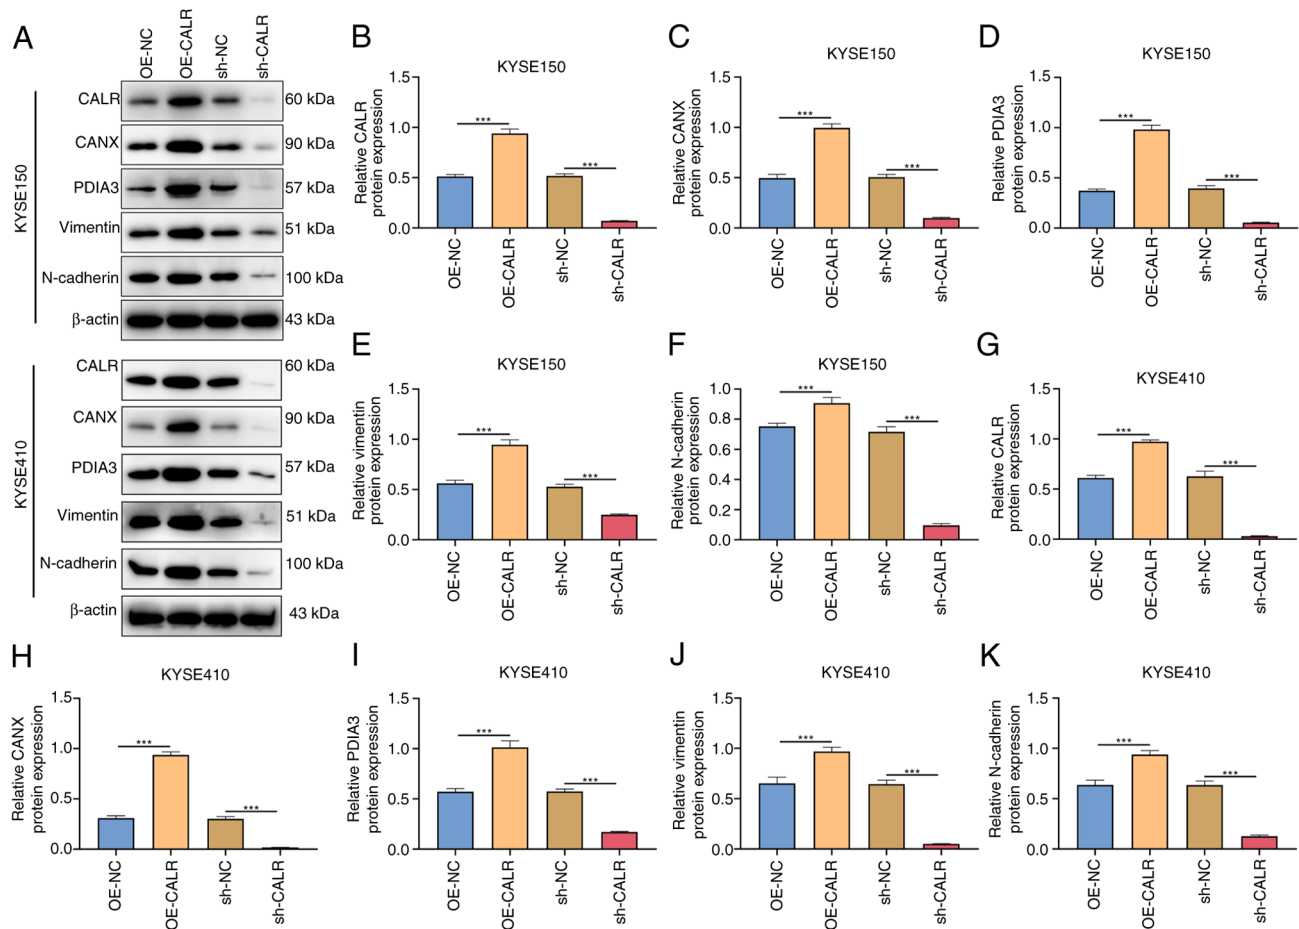 A
OE-NC
OE-CALR
sh-NC
sh-CALR
KYSE150
CALR
60 kDa
CANX
90 kDa
PDIA3
57 kDa
Vimentin
51 kDa
N-cadherin
100 kDa
β-actin
43 kDa
KYSE410
CALR
60 kDa
CANX
90 kDa
PDIA3
57 kDa
Vimentin
51 kDa
N-cadherin
100 kDa
β-actin
43 kDa
B
KYSE150
Relative CALR
protein expression
1.5
1.0
0.5
0.0
***
***
OE-NC
OE-CALR
sh-NC
sh-CALR
C
KYSE150
Relative CANX
protein expression
1.5
1.0
0.5
0.0
***
***
OE-NC
OE-CALR
sh-NC
sh-CALR
D
KYSE150
Relative PDIA3
protein expression
1.5
1.0
0.5
0.0
***
***
OE-NC
OE-CALR
sh-NC
sh-CALR
E
KYSE150
Relative vimentin
protein expression
1.5
1.0
0.5
0.0
***
***
OE-NC
OE-CALR
sh-NC
sh-CALR
F
KYSE150
Relative N-cadherin
protein expression
1.0
0.8
0.6
0.4
0.2
0.0
***
***
OE-NC
OE-CALR
sh-NC
sh-CALR
G
KYSE410
Relative CALR
protein expression
1.5
1.0
0.5
0.0
***
***
OE-NC
OE-CALR
sh-NC
sh-CALR
H
KYSE410
Relative CANX
protein expression
1.5
1.0
0.5
0.0
***
***
OE-NC
OE-CALR
sh-NC
sh-CALR
I
KYSE410
Relative PDIA3
protein expression
1.5
1.0
0.5
0.0
***
***
OE-NC
OE-CALR
sh-NC
sh-CALR
J
KYSE410
Relative vimentin
protein expression
1.5
1.0
0.5
0.0
***
***
OE-NC
OE-CALR
sh-NC
sh-CALR
K
KYSE410
Relative N-cadherin
protein expression
1.5
1.0
0.5
0.0
***
***
OE-NC
OE-CALR
sh-NC
sh-CALR